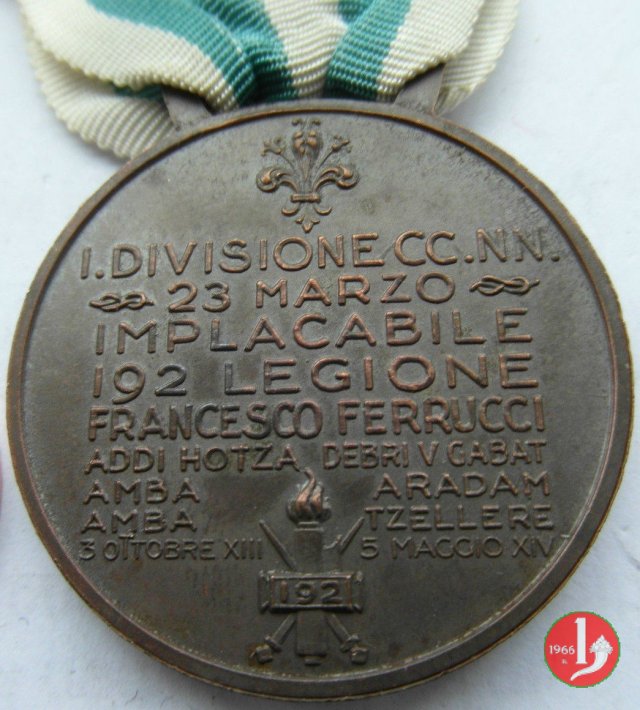 I. DIVISIONE CC. NN.
23 MARZO
IMPLACABILE
192 LEGIONE
FRANCESCO FERRUCCI
ADDI HOTZA DEBRI V GABAT
AMBA ARADAM
AMBA TZELLERE
3 OTTOBRE XIII 5 MAGGIO XIV
192
1966